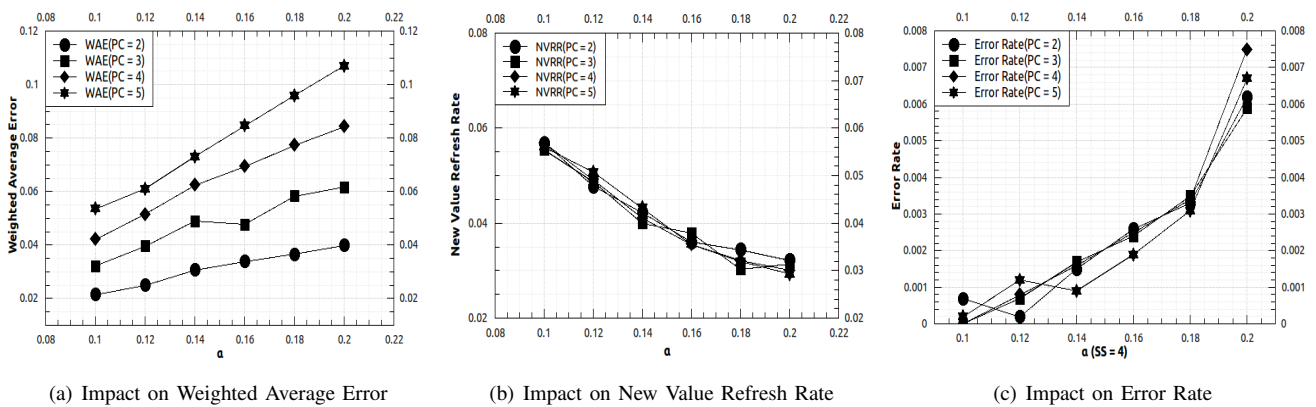 0.08 0.1 0.12 0.14 0.16 0.18 0.2 0.22
0.12 0.12
WAE(PC = 2)
WAE(PC = 3)
WAE(PC = 4)
WAE(PC = 5)
0.1 0.1
0.08 0.08
0.06 0.06
0.04 0.04
0.02 0.02
Weighted Average Error
0.08 0.1 0.12 0.14 0.16 0.18 0.2 0.22
α
(a) Impact on Weighted Average Error
0.1 0.12 0.14 0.16 0.18 0.2
0.08 0.08
NVRR(PC = 2)
NVRR(PC = 3)
NVRR(PC = 4)
NVRR(PC = 5)
0.07
0.06 0.06
0.05
0.04 0.04
0.03
0.02 0.02
New Value Refresh Rate
0.1 0.12 0.14 0.16 0.18 0.2
α
(b) Impact on New Value Refresh Rate
0.1 0.12 0.14 0.16 0.18 0.2
0.008 0.008
Error Rate(PC = 2)
Error Rate(PC = 3)
Error Rate(PC = 4)
Error Rate(PC = 5)
0.007 0.007
0.006 0.006
0.005 0.005
0.004 0.004
0.003 0.003
0.002 0.002
0.001 0.001
0 0
Error Rate
0.1 0.12 0.14 0.16 0.18 0.2
α (SS = 4)
(c) Impact on Error Rate